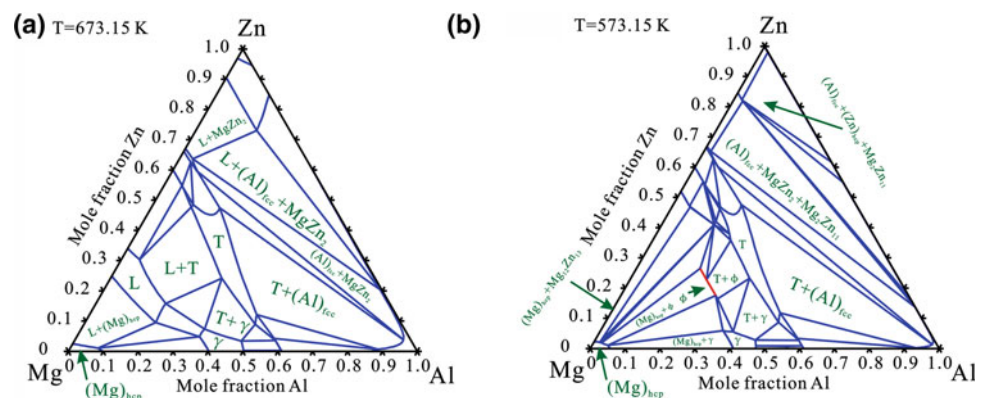 (a) T=673.15 K
Zn
1.0
0.9
0.8
0.7
0.6
0.5
0.4
0.3
0.2
0.1
0
Mole fraction Zn
L+MgZn₂
L+(Al)fcc+MgZn₂
(Al)fcc+MgZn₂
T
L+T
L
T+(Al)fcc
L+(Mg)hcp
T+γ
γ
0 0.1 0.2 0.3 0.4 0.5 0.6 0.7 0.8 0.9 1.0
Mg
Al
Mole fraction Al
(Mg)hcp
(b) T=573.15 K
Zn
1.0
0.9
0.8
0.7
0.6
0.5
0.4
0.3
0.2
0.1
0
Mole fraction Zn
(Al)fcc+(Zn)hcp+Mg₂Zn₁₁
(Al)fcc+MgZn₂+Mg₂Zn₁₁
T
(Mg)hcp+Mg₁₂Zn₁₃
T+ϕ
ϕ
(Mg)hcp+ϕ
T+(Al)fcc
T+γ
(Mg)hcp+γ
γ
0 0.1 0.2 0.3 0.4 0.5 0.6 0.7 0.8 0.9 1.0
Mg
Al
Mole fraction Al
(Mg)hcp